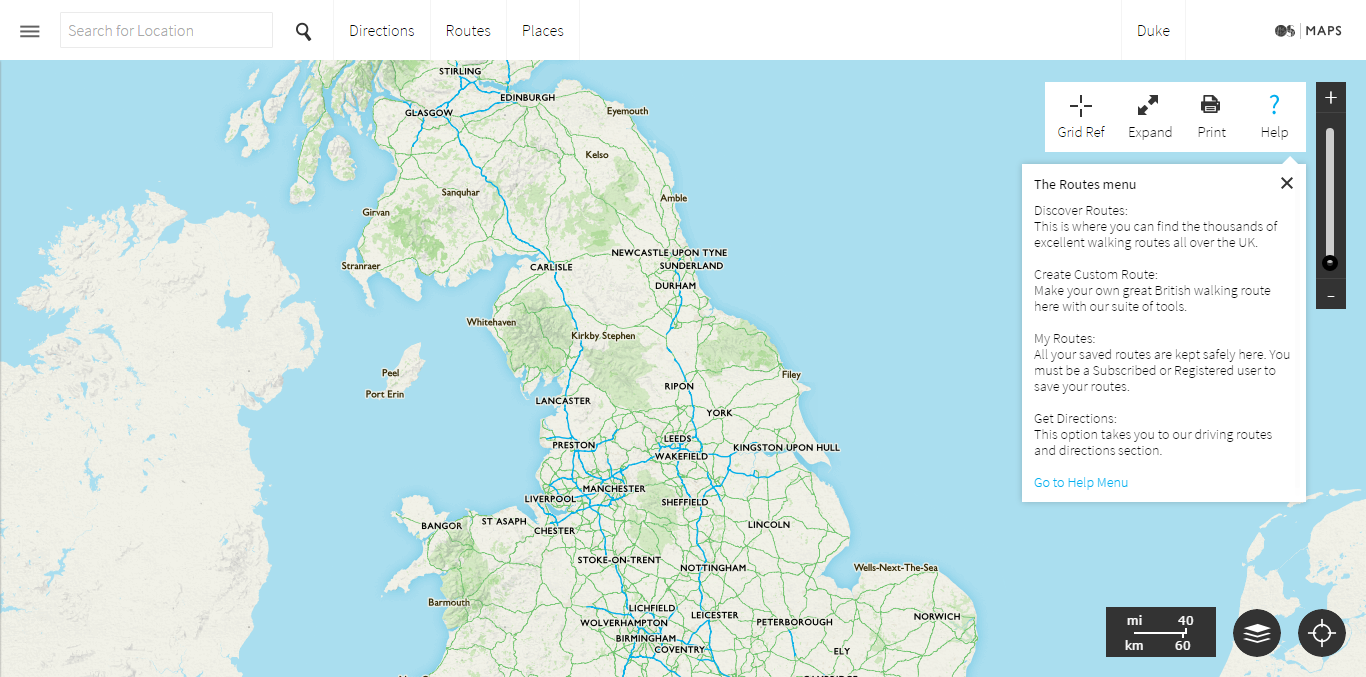 Search for Location
Directions
Routes
Places
Duke
OS MAPS
STIRLING
EDINBURGH
GLASGOW
Eyemouth
Grid Ref
Expand
Print
?
Help
+
Kelso
The Routes menu
Sanquhar
Amble
Discover Routes:
This is where you can find the thousands of
excellent walking routes all over the UK.
Girvan
NEWCASTLE UPON TYNE
Stranraer
CARLISLE
SUNDERLAND
Create Custom Route:
Make your own great British walking route
here with our suite of tools.
DURHAM
–
Whitehaven
Kirkby Stephen
My Routes:
All your saved routes are kept safely here. You
must be a Subscribed or Registered user to
save your routes.
Peel
Filey
Port Erin
RIPON
LANCASTER
YORK
Get Directions:
This option takes you to our driving routes
and directions section.
PRESTON
LEEDS
KINGSTON UPON HULL
WAKEFIELD
Go to Help Menu
MANCHESTER
LIVERPOOL
SHEFFIELD
BANGOR
ST ASAPH
CHESTER
LINCOLN
STOKE-ON-TRENT
NOTTINGHAM
Wells-Next-The-Sea
Barmouth
LICHFIELD
LEICESTER
NORWICH
WOLVERHAMPTON
PETERBOROUGH
mi 40
BIRMINGHAM
COVENTRY
ELY
km 60